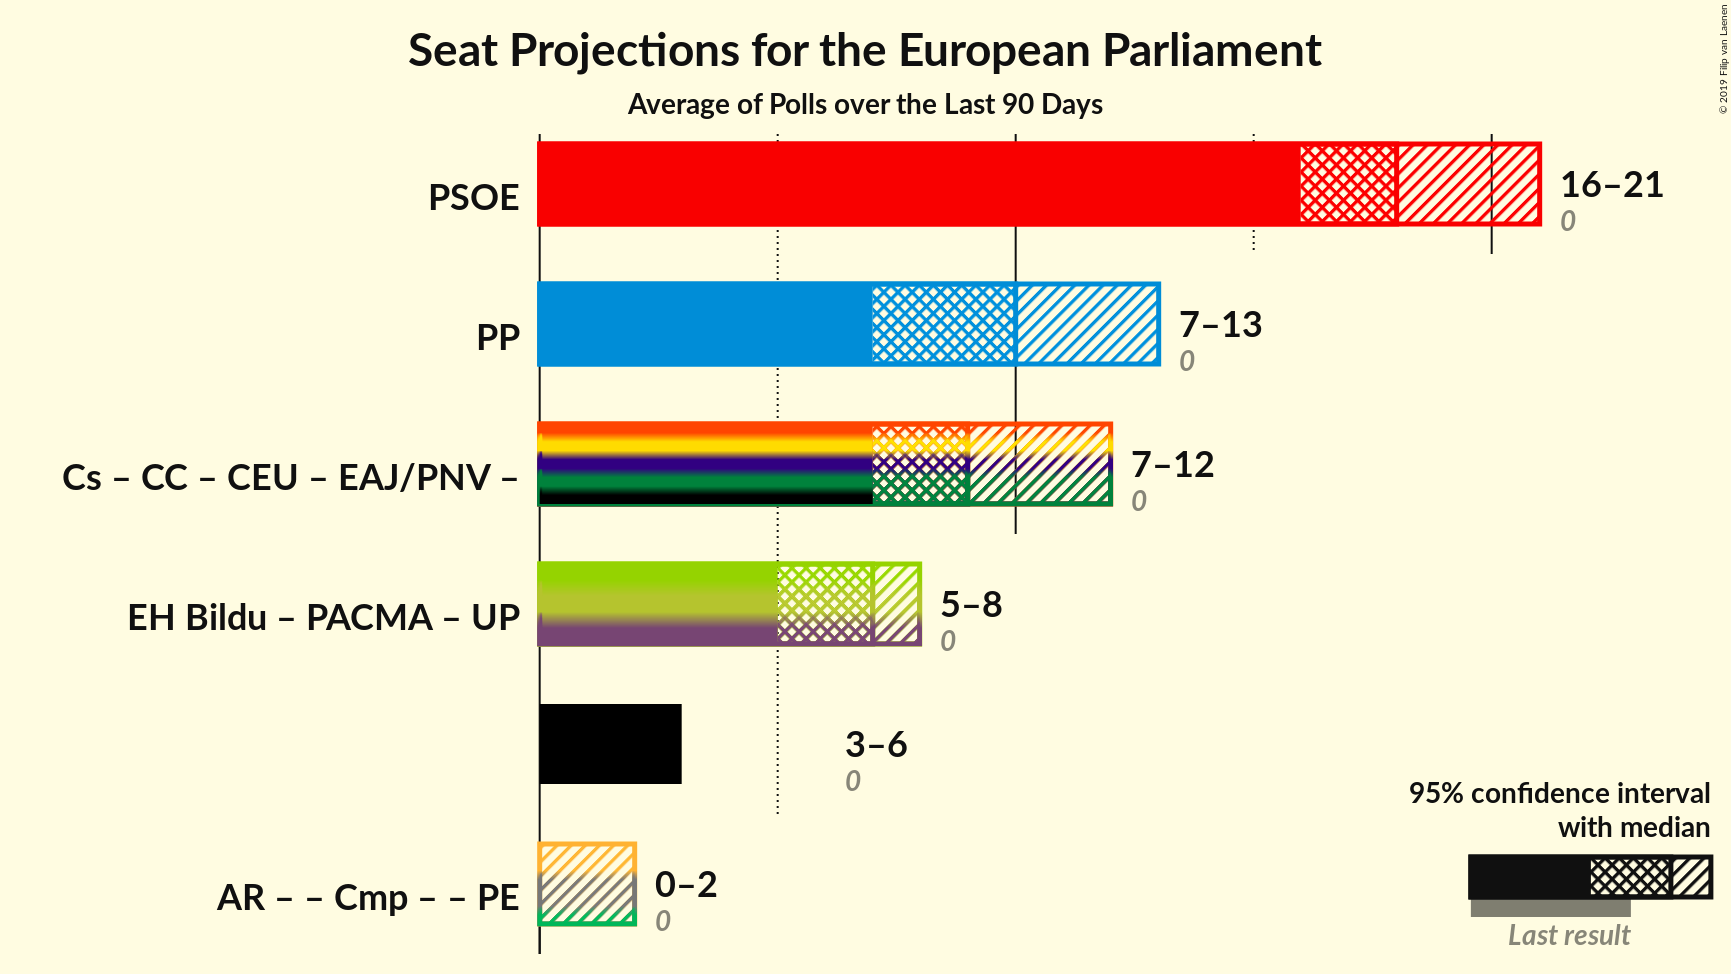 Seat Projections for the European Parliament
Average of Polls over the Last 90 Days
© 2019 Filip van Laenen
PSOE
16–21
0
PP
7–13
0
Cs – CC – CEU – EAJ/PNV –
7–12
0
EH Bildu – PACMA – UP
5–8
0
3–6
0
AR – – Cmp – – PE
0–2
0
95% confidence interval
with median
Last result